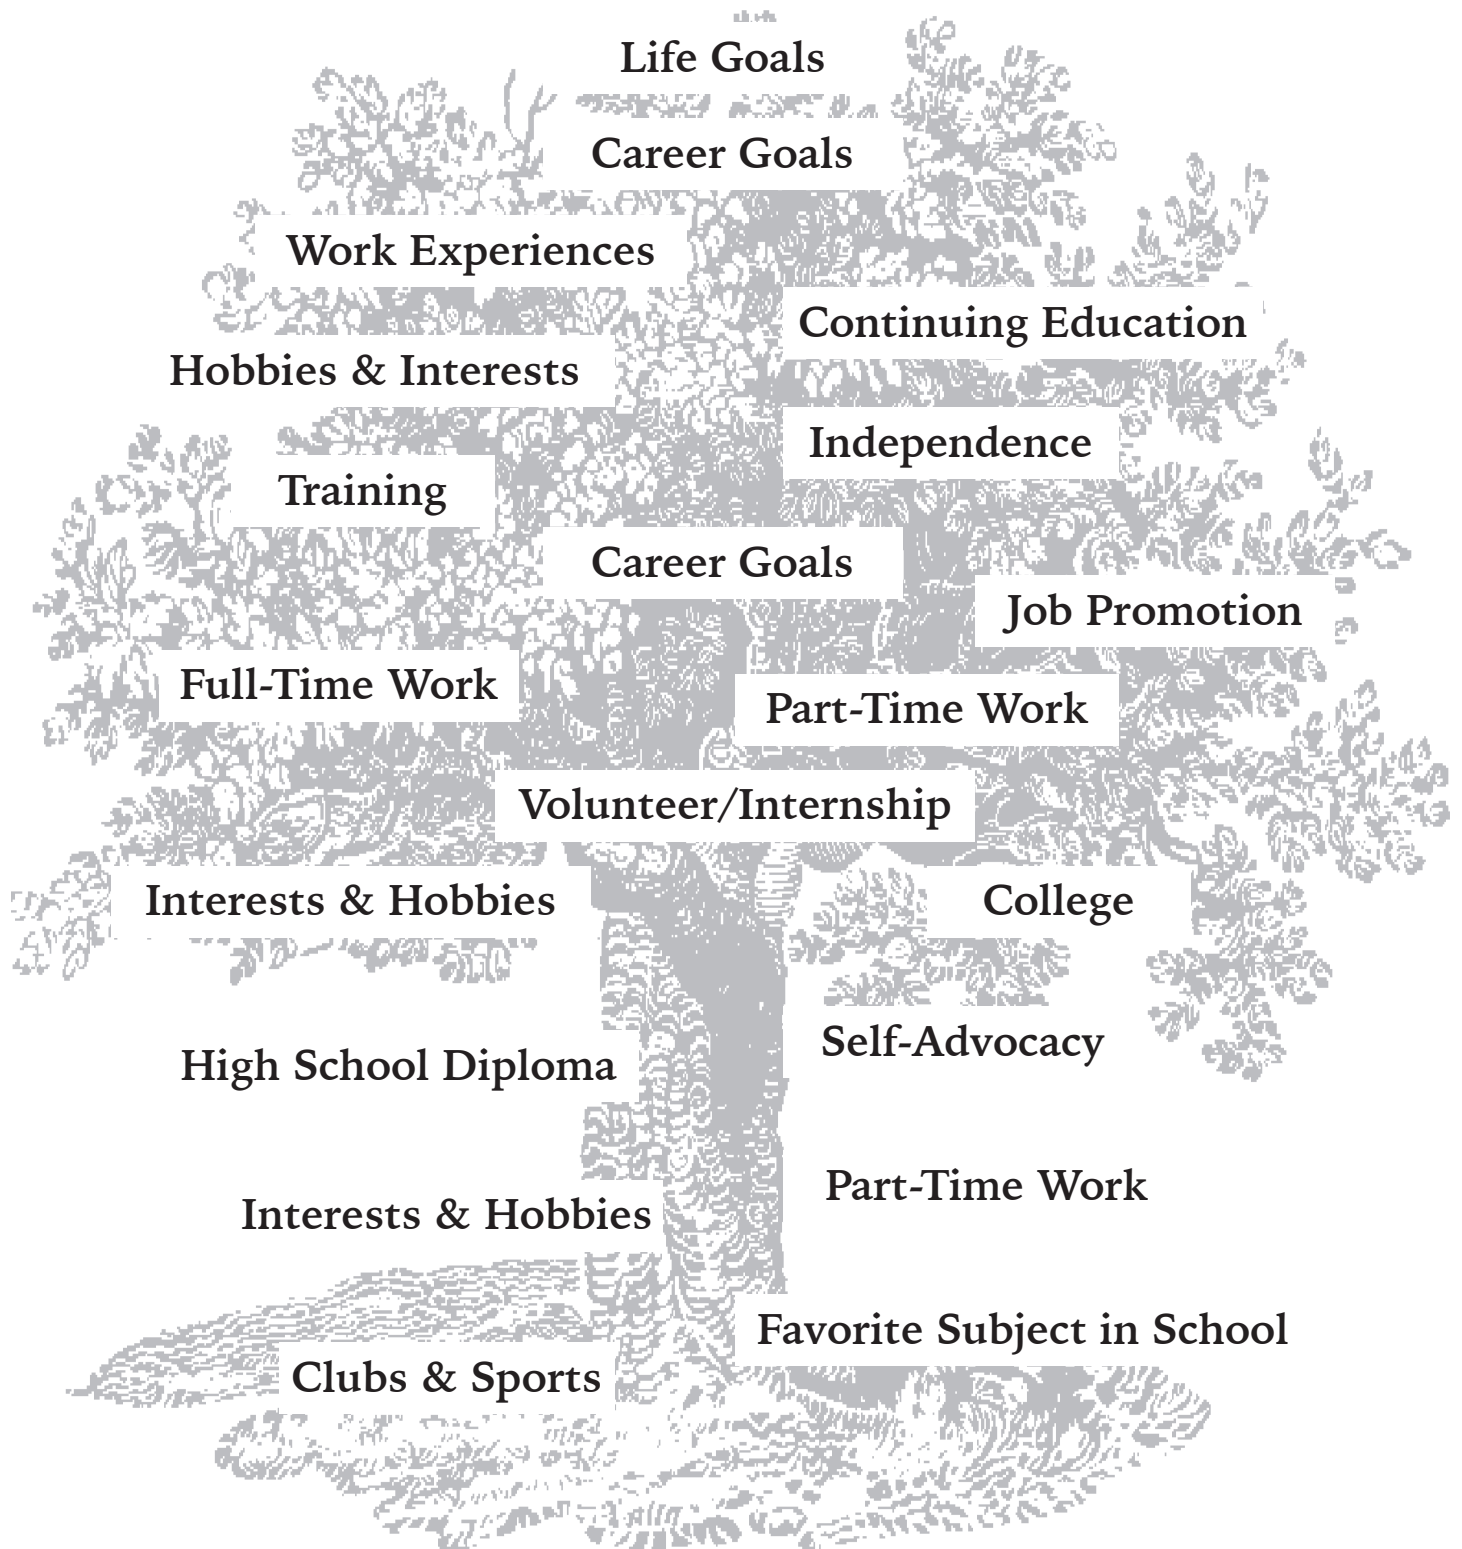 Life Goals
Career Goals
Work Experiences
Continuing Education
Hobbies & Interests
Independence
Training
Career Goals
Job Promotion
Full-Time Work
Part-Time Work
Volunteer/Internship
Interests & Hobbies
College
Self-Advocacy
High School Diploma
Part-Time Work
Interests & Hobbies
Favorite Subject in School
Clubs & Sports